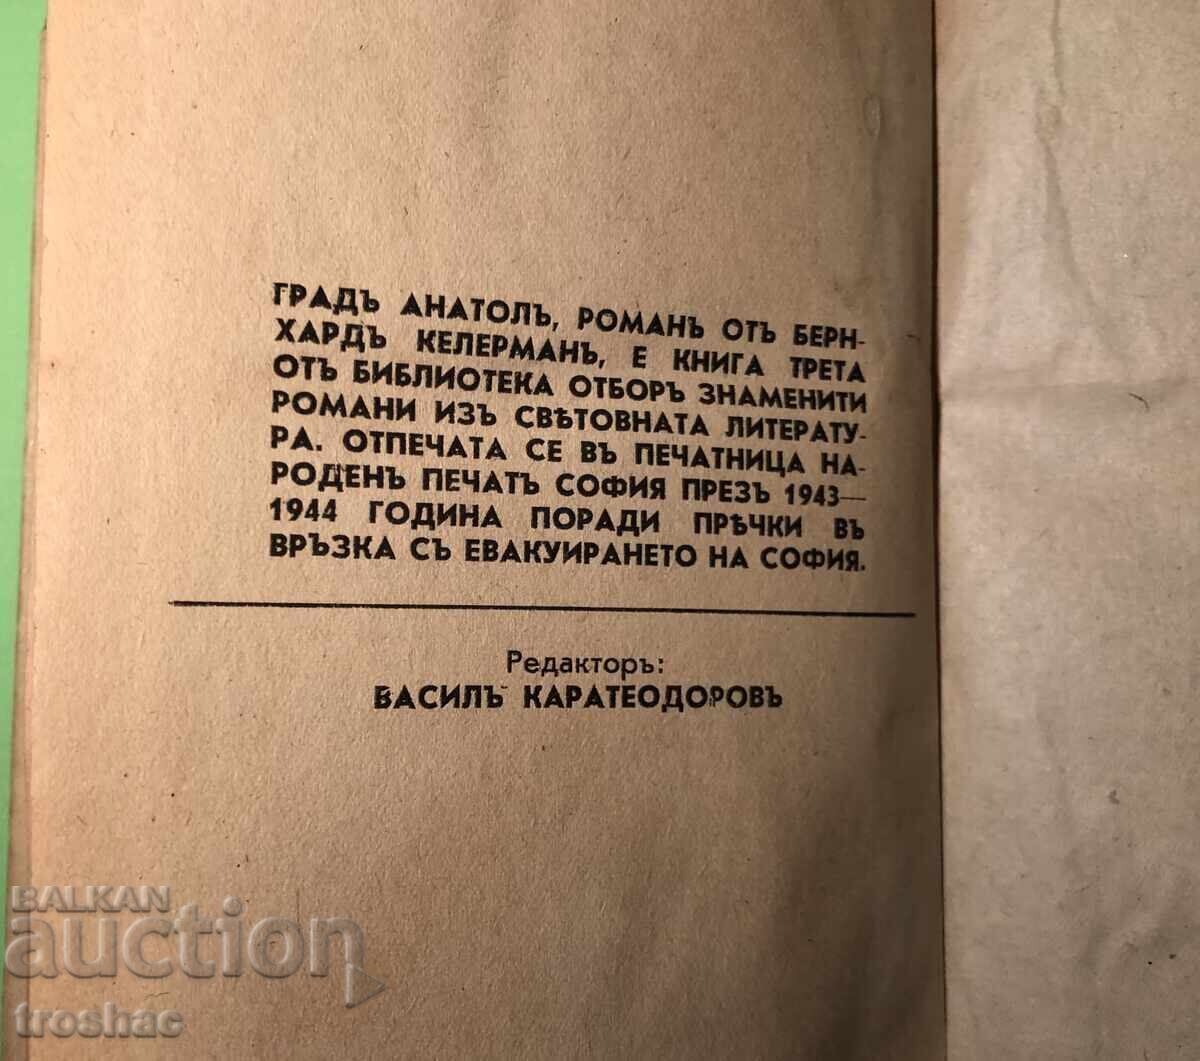 ГРАДЪ АНАТОЛЪ, РОМАНЪ ОТЪ БЕРН-
ХАРДЪ КЕЛЕРМАНЪ, Е КНИГА ТРЕТА
ОТЪ БИБЛИОТЕКА ОТБОРЪ ЗНАМЕНИТИ
РОМАНИ ИЗЪ СВѢТОВНАТА ЛИТЕРАТУ-
РА. ОТПЕЧАТА СЕ ВЪ ПЕЧАТНИЦА НА-
РОДЕНЪ ПЕЧАТЪ СОФИЯ ПРЕЗЪ 1943—
1944 ГОДИНА ПОРАДИ ПРѢЧКИ ВЪ
ВРЪЗКА СЪ ЕВАКУИРАНЕТО НА СОФИЯ.
Редакторъ:
ВАСИЛЪ КАРАТЕОДОРОВЪ
BALKAN
auction
troshac